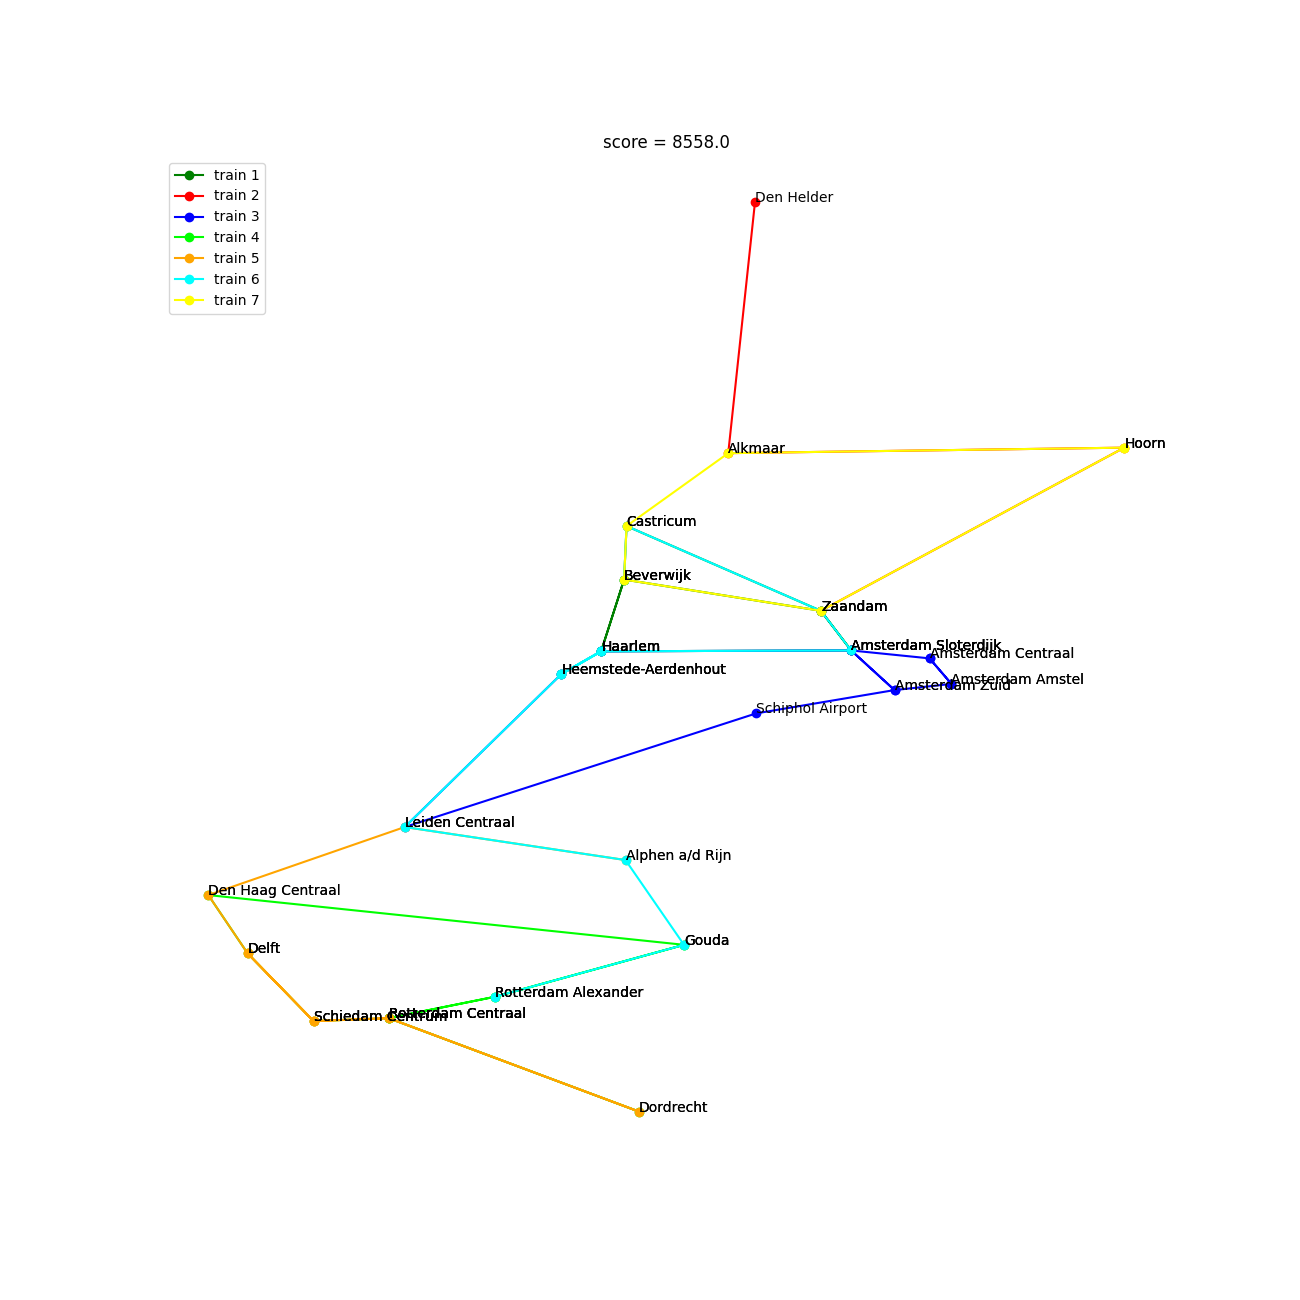 score = 8558.0
train 1
train 2
train 3
train 4
train 5
train 6
train 7
Den Helder
Alkmaar
Hoorn
Castricum
Beverwijk
Zaandam
Haarlem
Amsterdam Sloterdijk
Amsterdam Centraal
Heemstede-Aerdenhout
Amsterdam Amstel
Amsterdam Zuid
Schiphol Airport
Leiden Centraal
Alphen a/d Rijn
Den Haag Centraal
Gouda
Delft
Rotterdam Alexander
Rotterdam Centraal
Schiedam Centrum
Dordrecht